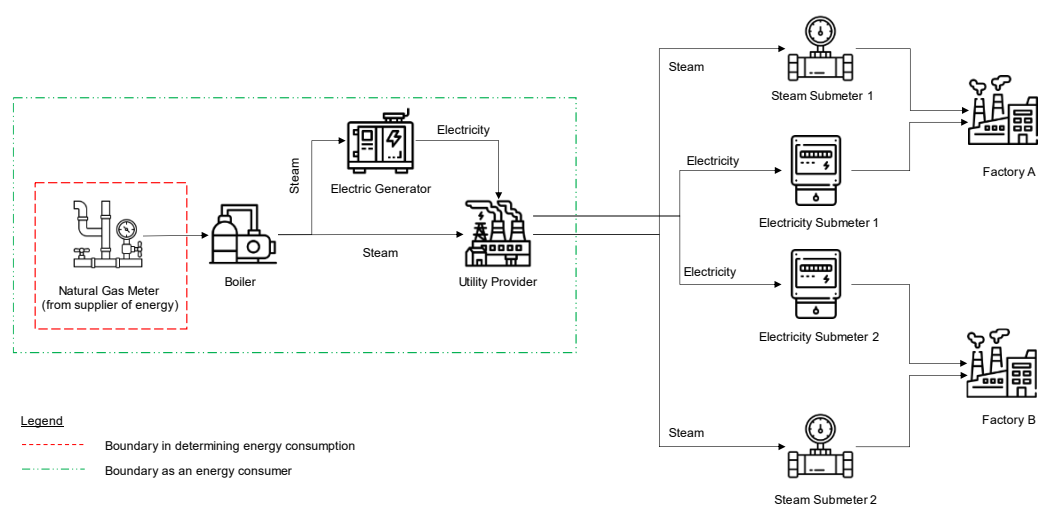 Steam
Steam Submeter 1
Factory A
Electricity
Electric Generator
Steam
Electricity
Electricity Submeter 1
Natural Gas Meter
(from supplier of energy)
Boiler
Steam
Utility Provider
Electricity
Electricity Submeter 2
Factory B
Steam
Steam Submeter 2
Legend
Boundary in determining energy consumption
Boundary as an energy consumer